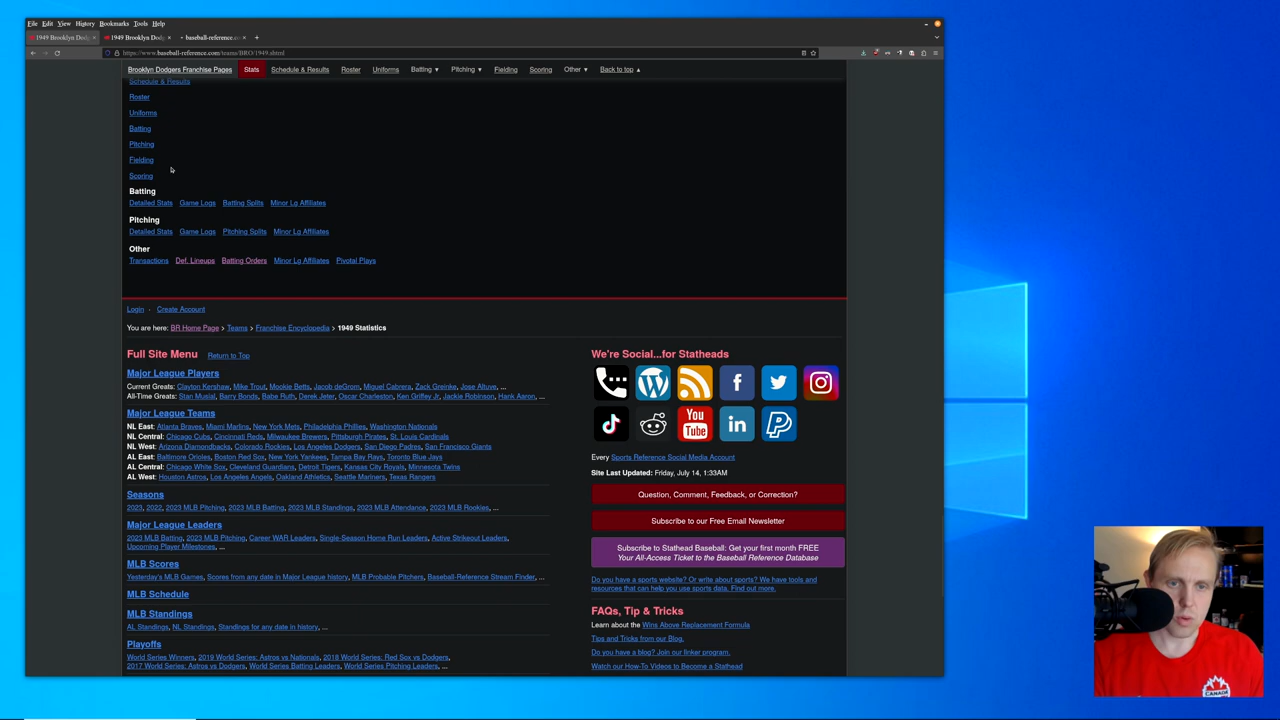 File Edit View History Bookmarks Tools Help
1949 Brooklyn Dodg × 1949 Brooklyn Dodg × baseball-reference.co × +
https://www.baseball-reference.com/teams/BRO/1949.shtml
Brooklyn Dodgers Franchise Pages Stats Schedule & Results Roster Uniforms Batting ▼ Pitching ▼ Fielding Scoring Other ▼ Back to top ▲
Schedule & Results
Roster
Uniforms
Batting
Pitching
Fielding
Scoring
Batting
Detailed Stats Game Logs Batting Splits Minor Lg Affiliates
Pitching
Detailed Stats Game Logs Pitching Splits Minor Lg Affiliates
Other
Transactions Def. Lineups Batting Orders Minor Lg Affiliates Pivotal Plays
Login · Create Account
You are here: BR Home Page > Teams > Franchise Encyclopedia > 1949 Statistics
Full Site Menu Return to Top
Major League Players
Current Greats: Clayton Kershaw, Mike Trout, Mookie Betts, Jacob deGrom, Miguel Cabrera, Zack Greinke, Jose Altuve, ...
All-Time Greats: Stan Musial, Barry Bonds, Babe Ruth, Derek Jeter, Oscar Charleston, Ken Griffey Jr, Jackie Robinson, Hank Aaron, ...
Major League Teams
NL East: Atlanta Braves, Miami Marlins, New York Mets, Philadelphia Phillies, Washington Nationals
NL Central: Chicago Cubs, Cincinnati Reds, Milwaukee Brewers, Pittsburgh Pirates, St. Louis Cardinals
NL West: Arizona Diamondbacks, Colorado Rockies, Los Angeles Dodgers, San Diego Padres, San Francisco Giants
AL East: Baltimore Orioles, Boston Red Sox, New York Yankees, Tampa Bay Rays, Toronto Blue Jays
AL Central: Chicago White Sox, Cleveland Guardians, Detroit Tigers, Kansas City Royals, Minnesota Twins
AL West: Houston Astros, Los Angeles Angels, Oakland Athletics, Seattle Mariners, Texas Rangers
Seasons
2023, 2022, 2023 MLB Pitching, 2023 MLB Batting, 2023 MLB Standings, 2023 MLB Attendance, 2023 MLB Rookies, ...
Major League Leaders
2023 MLB Batting, 2023 MLB Pitching, Career WAR Leaders, Single-Season Home Run Leaders, Active Strikeout Leaders,
Upcoming Player Milestones, ...
MLB Scores
Yesterday's MLB Games, Scores from any date in Major League history, MLB Probable Pitchers, Baseball-Reference Stream Finder, ...
MLB Schedule
MLB Standings
AL Standings, NL Standings, Standings for any date in history, ...
Playoffs
World Series Winners, 2019 World Series: Astros vs Nationals, 2018 World Series: Red Sox vs Dodgers,
2017 World Series: Astros vs Dodgers, World Series Batting Leaders, World Series Pitching Leaders, ...
We're Social...for Statheads
You Tube
Every Sports Reference Social Media Account
Site Last Updated: Friday, July 14, 1:33AM
Question, Comment, Feedback, or Correction?
Subscribe to our Free Email Newsletter
Subscribe to Stathead Baseball: Get your first month FREE
Your All-Access Ticket to the Baseball Reference Database
Do you have a sports website? Or write about sports? We have tools and
resources that can help you use sports data. Find out more.
FAQs, Tip & Tricks
Learn about the Wins Above Replacement Formula
Tips and Tricks from our Blog.
Do you have a blog? Join our linker program.
Watch our How-To Videos to Become a Stathead
CANADA